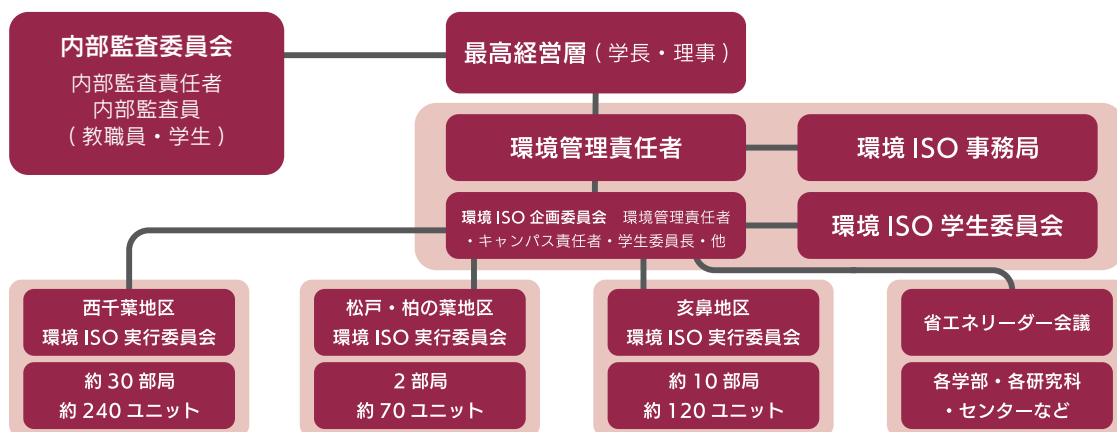 内部監査委員会
内部監査責任者
内部監査員
（教職員・学生）
最高経営層（学長・理事）
環境管理責任者
環境 ISO 事務局
環境 ISO 企画委員会　環境管理責任者
・キャンパス責任者・学生委員長・他
環境 ISO 学生委員会
西千葉地区
環境 ISO 実行委員会
約 30 部局
約 240 ユニット
松戸・柏の葉地区
環境 ISO 実行委員会
2 部局
約 70 ユニット
亥鼻地区
環境 ISO 実行委員会
約 10 部局
約 120 ユニット
省エネリーダー会議
各学部・各研究科
・センターなど